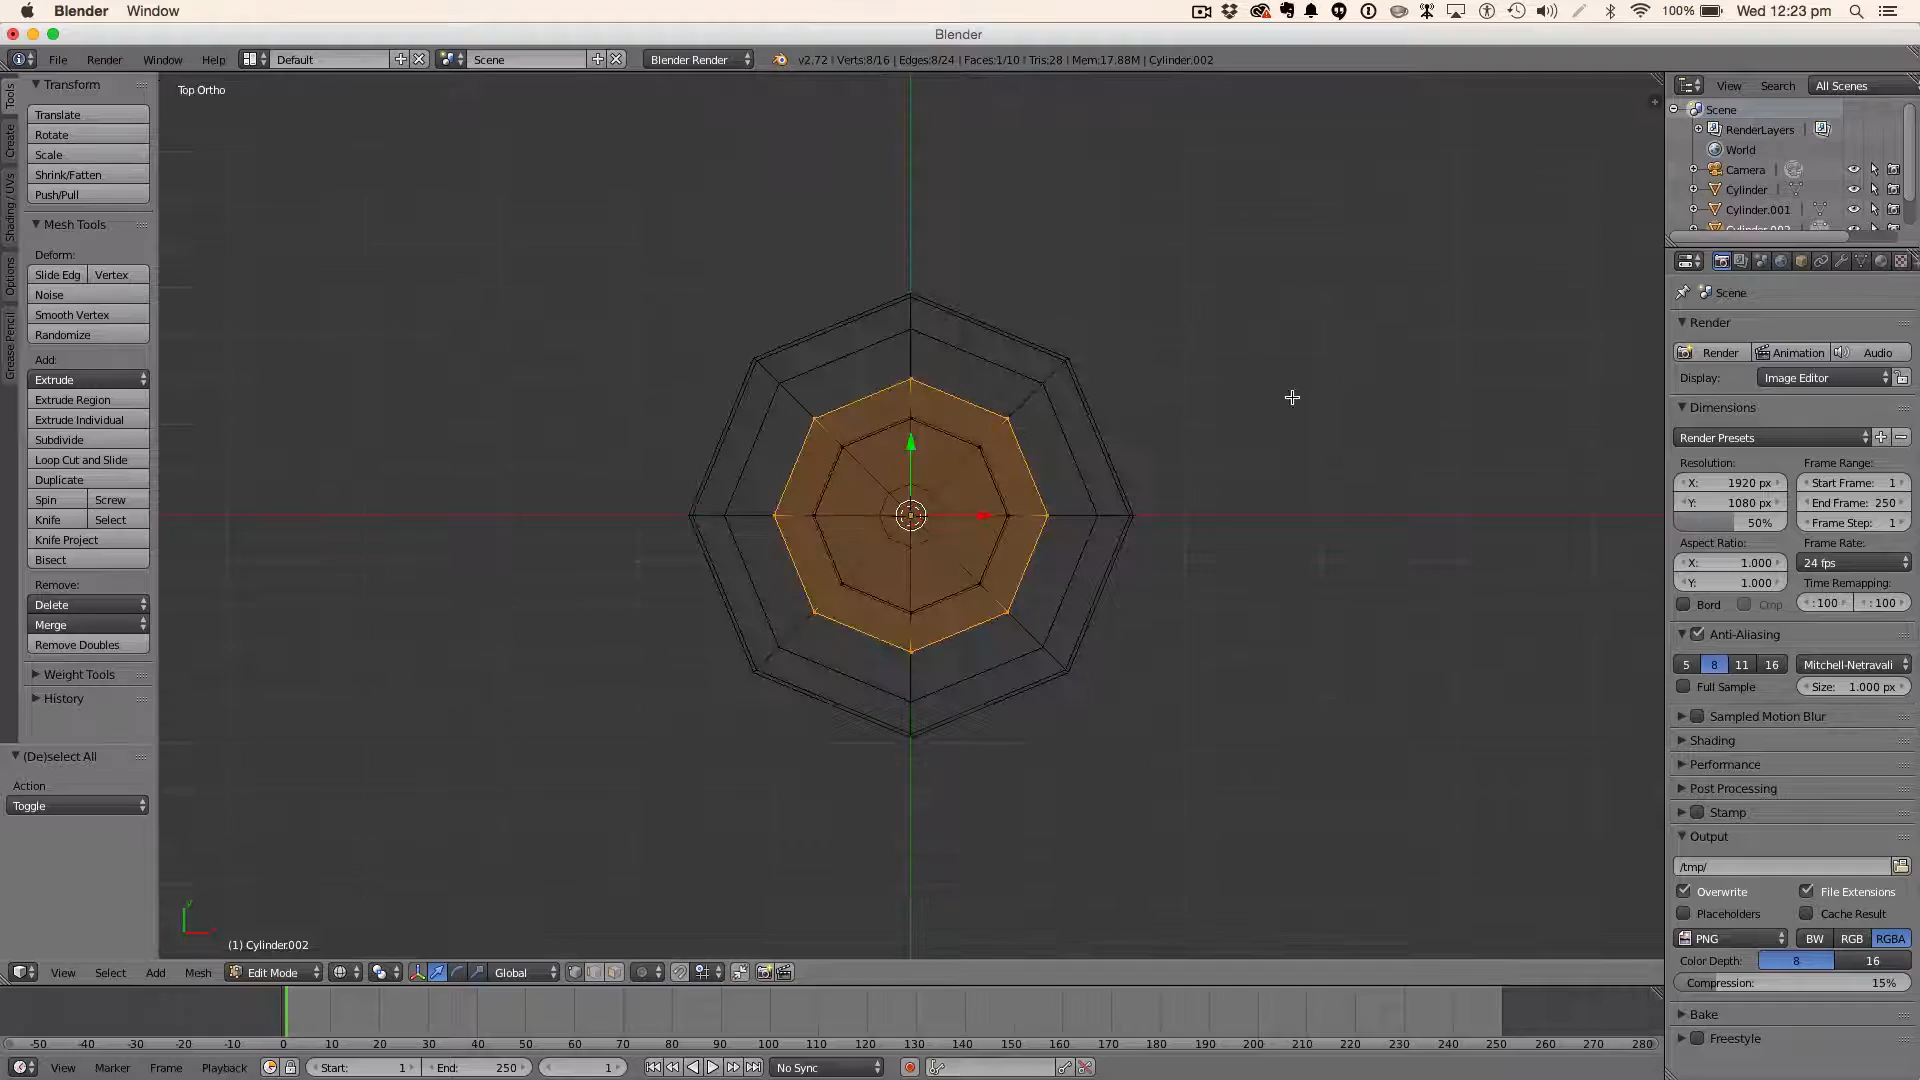 Blender Window 100% Wed 12:23 pm
Blender
File Render Window Help Default Scene Blender Render v2.72 | Verts:8/16 | Edges:8/24 | Faces:1/10 | Tris:28 | Mem:17.88M | Cylinder.002
Tools
Create
Shading / UVs
Options
Grease Pencil
Transform
Translate
Rotate
Scale
Shrink/Fatten
Push/Pull
Mesh Tools
Deform:
Slide Edg Vertex
Noise
Smooth Vertex
Randomize
Add:
Extrude
Extrude Region
Extrude Individual
Subdivide
Loop Cut and Slide
Duplicate
Spin Screw
Knife Select
Knife Project
Bisect
Remove:
Delete
Merge
Remove Doubles
Weight Tools
History
(De)select All
Action
Toggle
Top Ortho
(1) Cylinder.002
View Select Add Mesh Edit Mode Global
-50 -40 -30 -20 -10 0 10 20 30 40 50 60 70 80 90 100 110 120 130 140 150 160 170 180 190 200 210 220 230 240 250 260 270 280
View Marker Frame Playback Start: 1 End: 250 1 No Sync
View Search All Scenes
Scene
RenderLayers
World
Camera
Cylinder
Cylinder.001
Cylinder.002
Scene
Render
Render Animation Audio
Display: Image Editor
Dimensions
Render Presets
Resolution: Frame Range:
X: 1920 px Start Frame: 1
Y: 1080 px End Frame: 250
50% Frame Step: 1
Aspect Ratio: Frame Rate:
X: 1.000 24 fps
Y: 1.000 Time Remapping:
Bord Crop :100 :100
Anti-Aliasing
5 8 11 16 Mitchell-Netravali
Full Sample Size: 1.000 px
Sampled Motion Blur
Shading
Performance
Post Processing
Stamp
Output
/tmp/
Overwrite File Extensions
Placeholders Cache Result
PNG BW RGB RGBA
Color Depth: 8 16
Compression: 15%
Bake
Freestyle